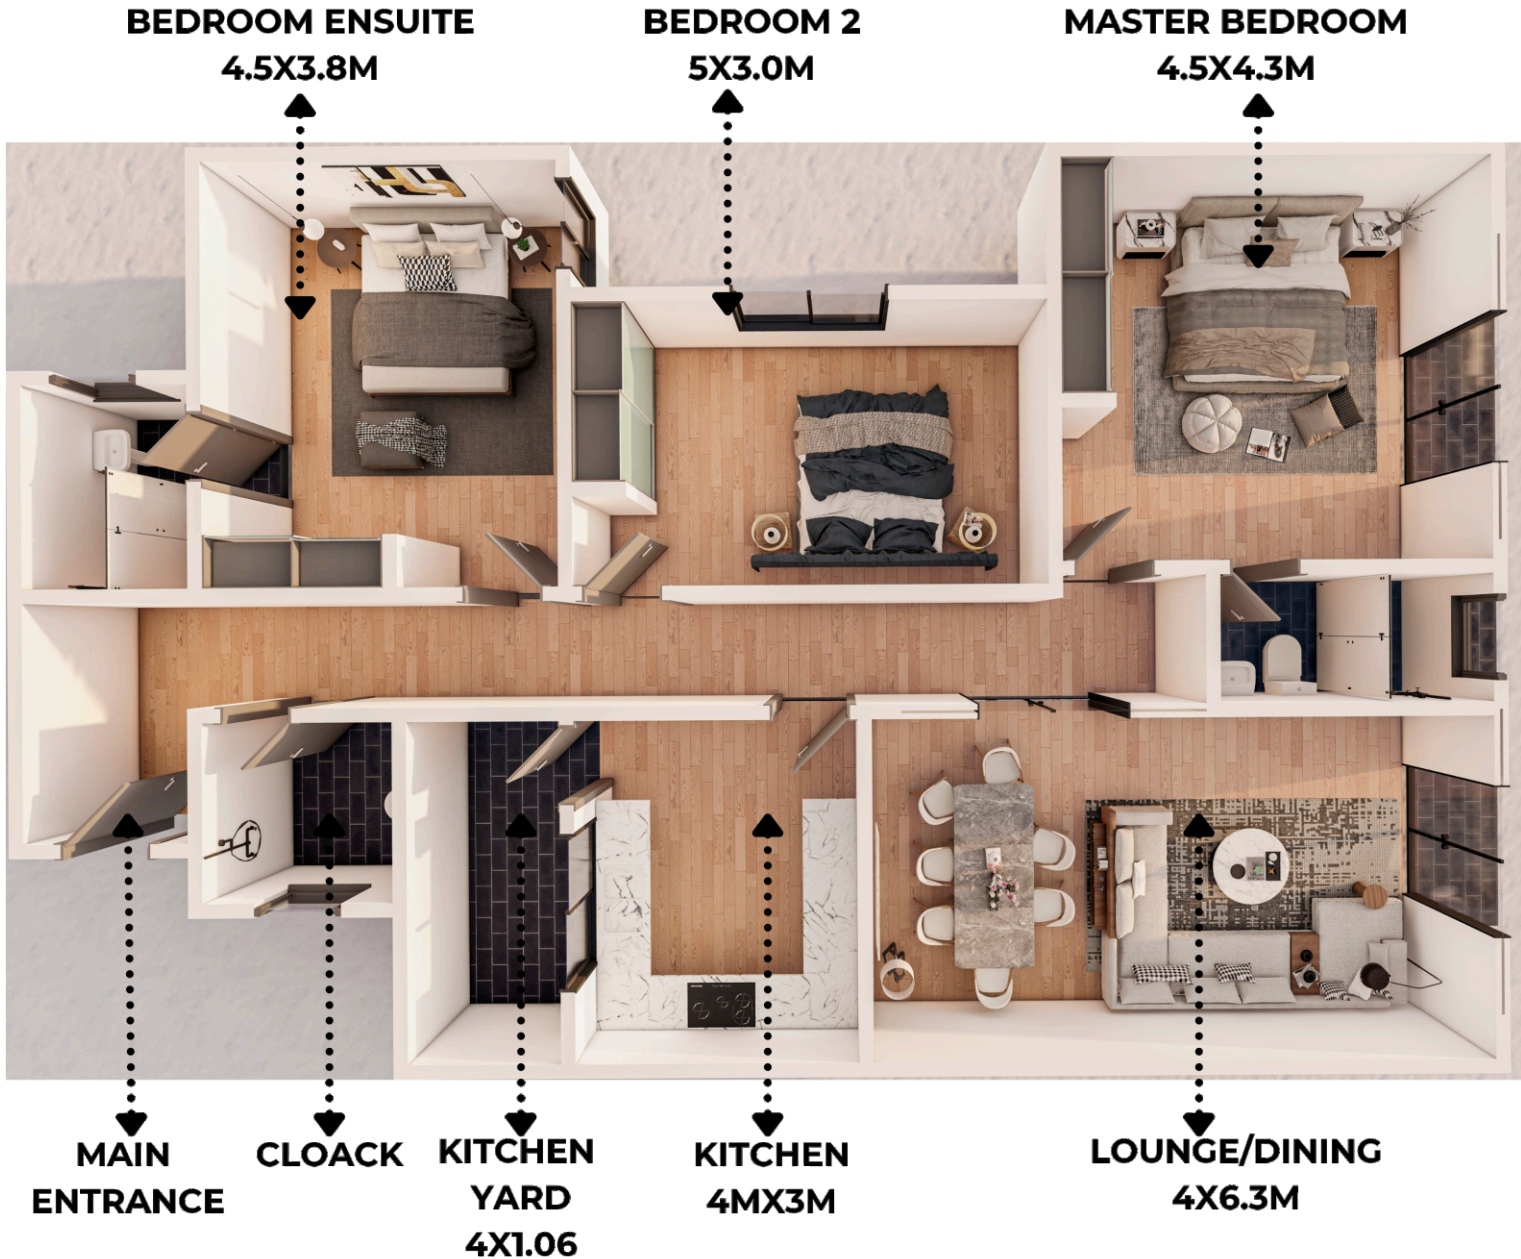 BEDROOM ENSUITE
4.5X3.8M
BEDROOM 2
5X3.0M
MASTER BEDROOM
4.5X4.3M
MAIN
ENTRANCE
CLOACK
KITCHEN
YARD
4X1.06
KITCHEN
4MX3M
LOUNGE/DINING
4X6.3M